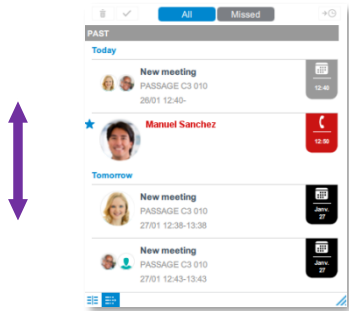 All Missed
PAST
Today
New meeting
PASSAGE C3 010
26/01 12:40-
12:40
Manuel Sanchez
12:50
Tomorrow
New meeting
PASSAGE C3 010
27/01 12:38-13:38
Janv.
27
New meeting
PASSAGE C3 010
27/01 12:43-13:43
Janv.
27